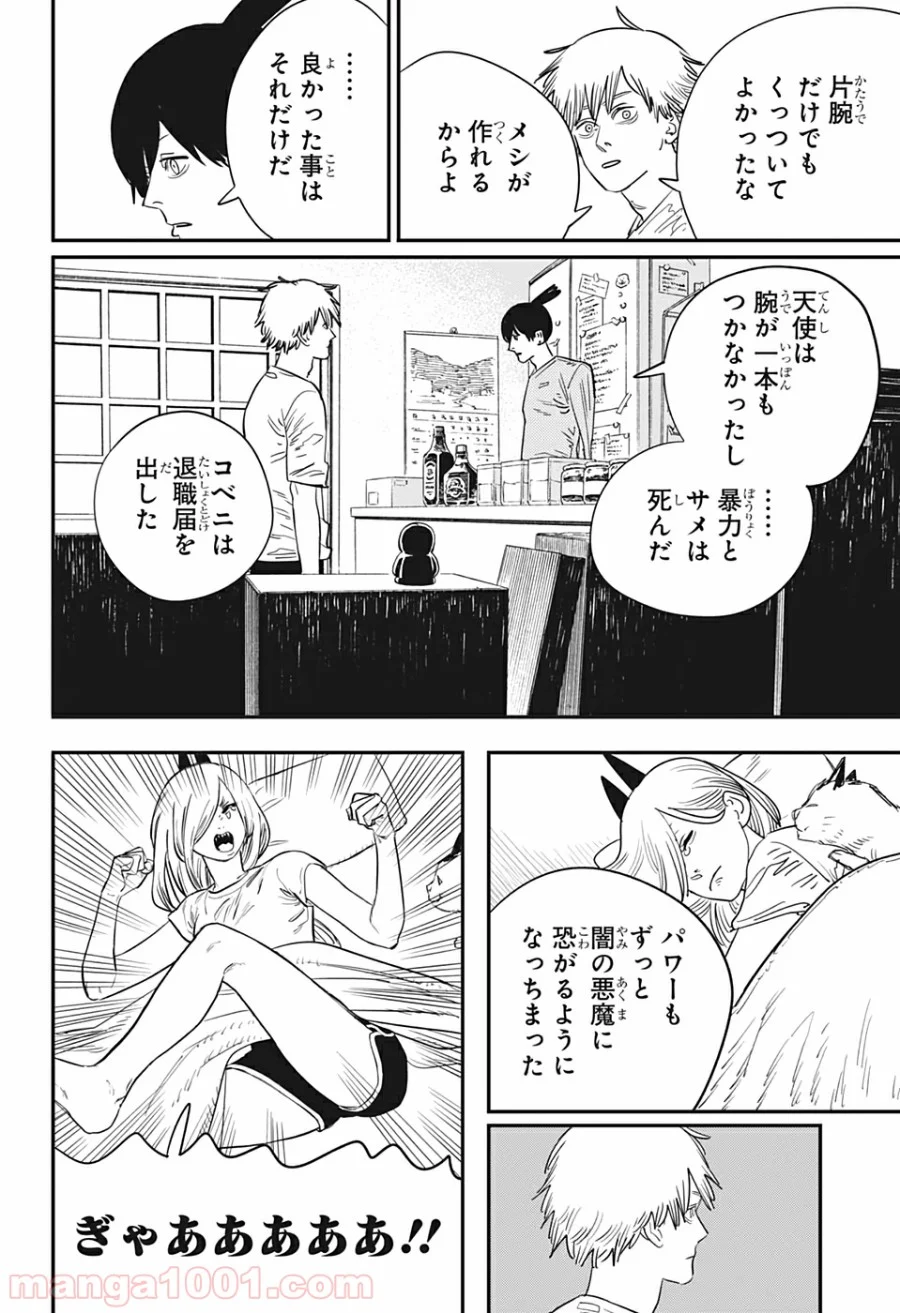 片腕
だけでも
くっついて
よかったな
メシが
作れる
からよ
……
良かった事は
それだけだ
天使は
腕が一本も
つかなかったし
……
暴力と
サメは
死んだ
コベニは
退職届を
出した
パワーも
ずっと
闇の悪魔に
恐がるように
なっちまった
ぎゃあああああ!!
manga1001.com